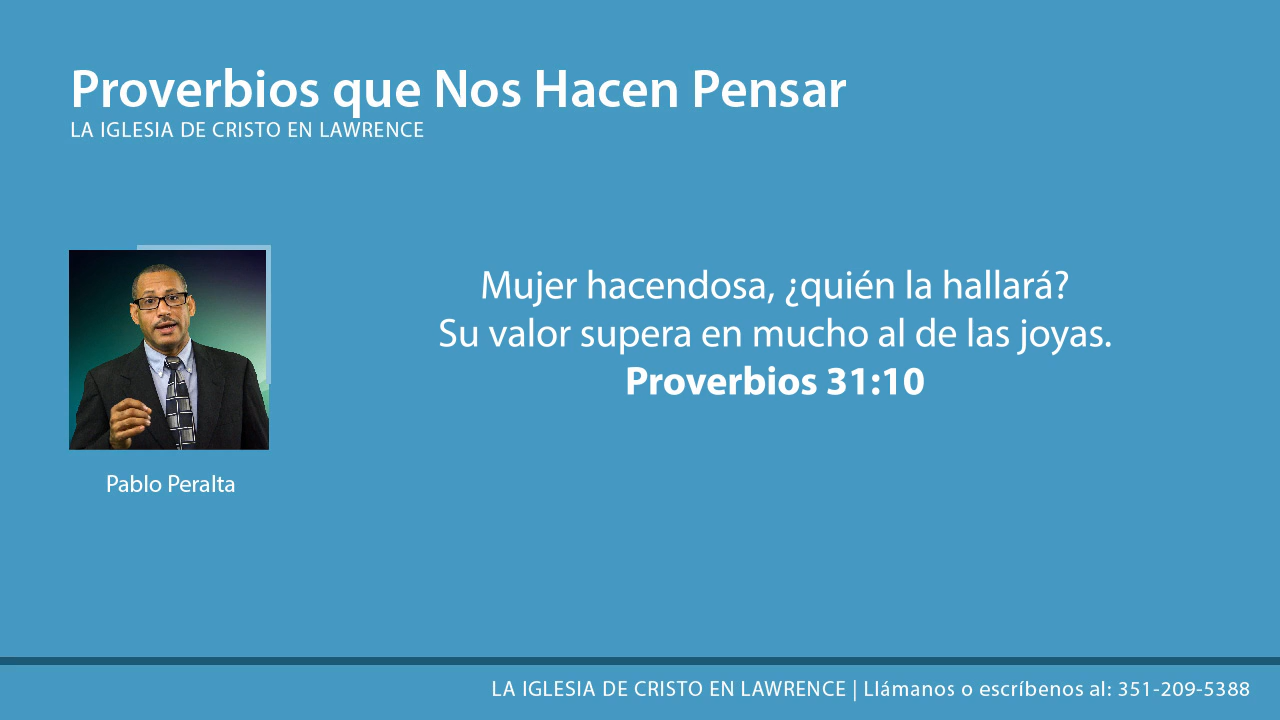 Proverbios que Nos Hacen Pensar
LA IGLESIA DE CRISTO EN LAWRENCE
Mujer hacendosa, ¿quién la hallará?
Su valor supera en mucho al de las joyas.
Proverbios 31:10
Pablo Peralta
LA IGLESIA DE CRISTO EN LAWRENCE | Llámanos o escríbenos al: 351-209-5388